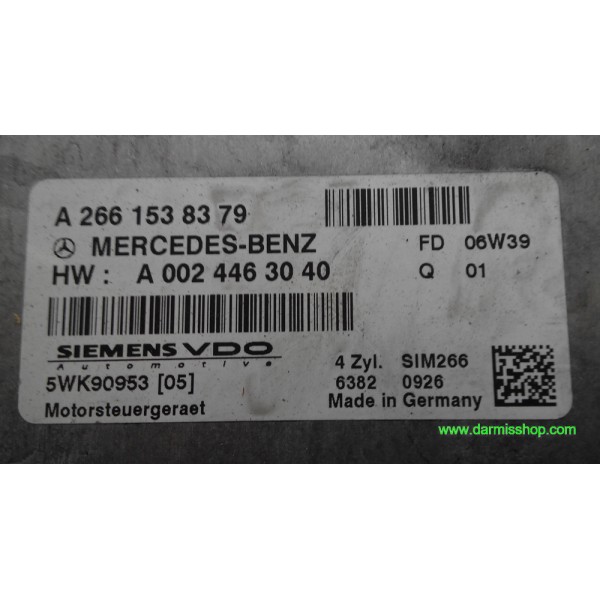 A 266 153 83 79
MERCEDES-BENZ
FD 06W39
HW : A 002 446 30 40
Q 01
SIEMENS VDO
Automotive
4 Zyl. SIM266
5WK90953 [05]
6382 0926
Motorsteuergeraet
Made in Germany
www.darmisshop.com